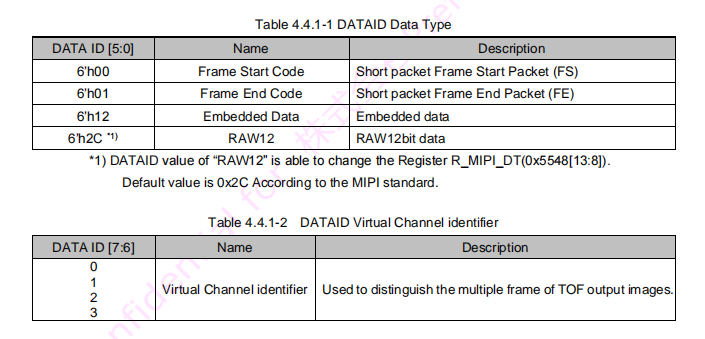 Table 4.4.1-1 DATAID Data Type
DATA ID [5:0] Name Description
6'h00 Frame Start Code Short packet Frame Start Packet (FS)
6'h01 Frame End Code Short packet Frame End Packet (FE)
6'h12 Embedded Data Embedded data
6'h2C *1) RAW12 RAW12bit data
*1) DATAID value of “RAW12” is able to change the Register R_MIPI_DT(0x5548[13:8]).
Default value is 0x2C According to the MIPI standard.
Table 4.4.1-2 DATAID Virtual Channel identifier
DATA ID [7:6] Name Description
0
1
2
3
Virtual Channel identifier Used to distinguish the multiple frame of TOF output images.
nfidential for 株式